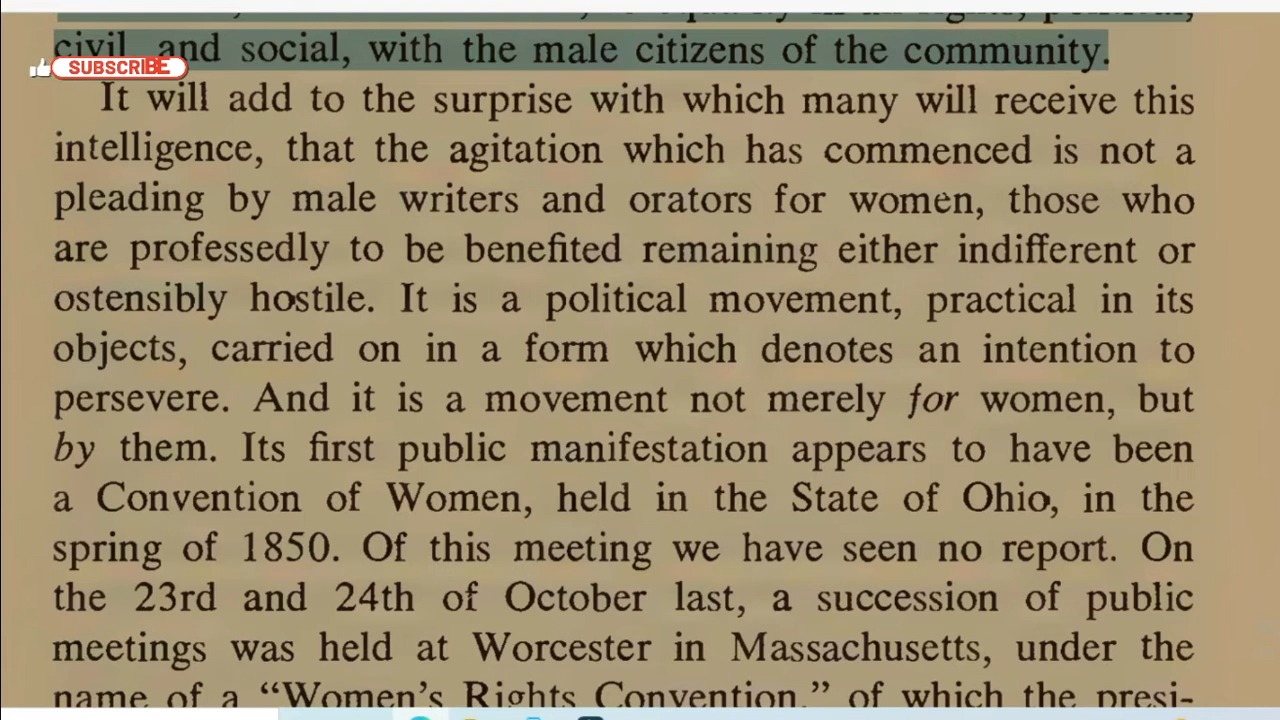 civil, and social, with the male citizens of the community.
SUBSCRIBE
It will add to the surprise with which many will receive this
intelligence, that the agitation which has commenced is not a
pleading by male writers and orators for women, those who
are professedly to be benefited remaining either indifferent or
ostensibly hostile. It is a political movement, practical in its
objects, carried on in a form which denotes an intention to
persevere. And it is a movement not merely for women, but
by them. Its first public manifestation appears to have been
a Convention of Women, held in the State of Ohio, in the
spring of 1850. Of this meeting we have seen no report. On
the 23rd and 24th of October last, a succession of public
meetings was held at Worcester in Massachusetts, under the
name of a “Women’s Rights Convention,” of which the presi-